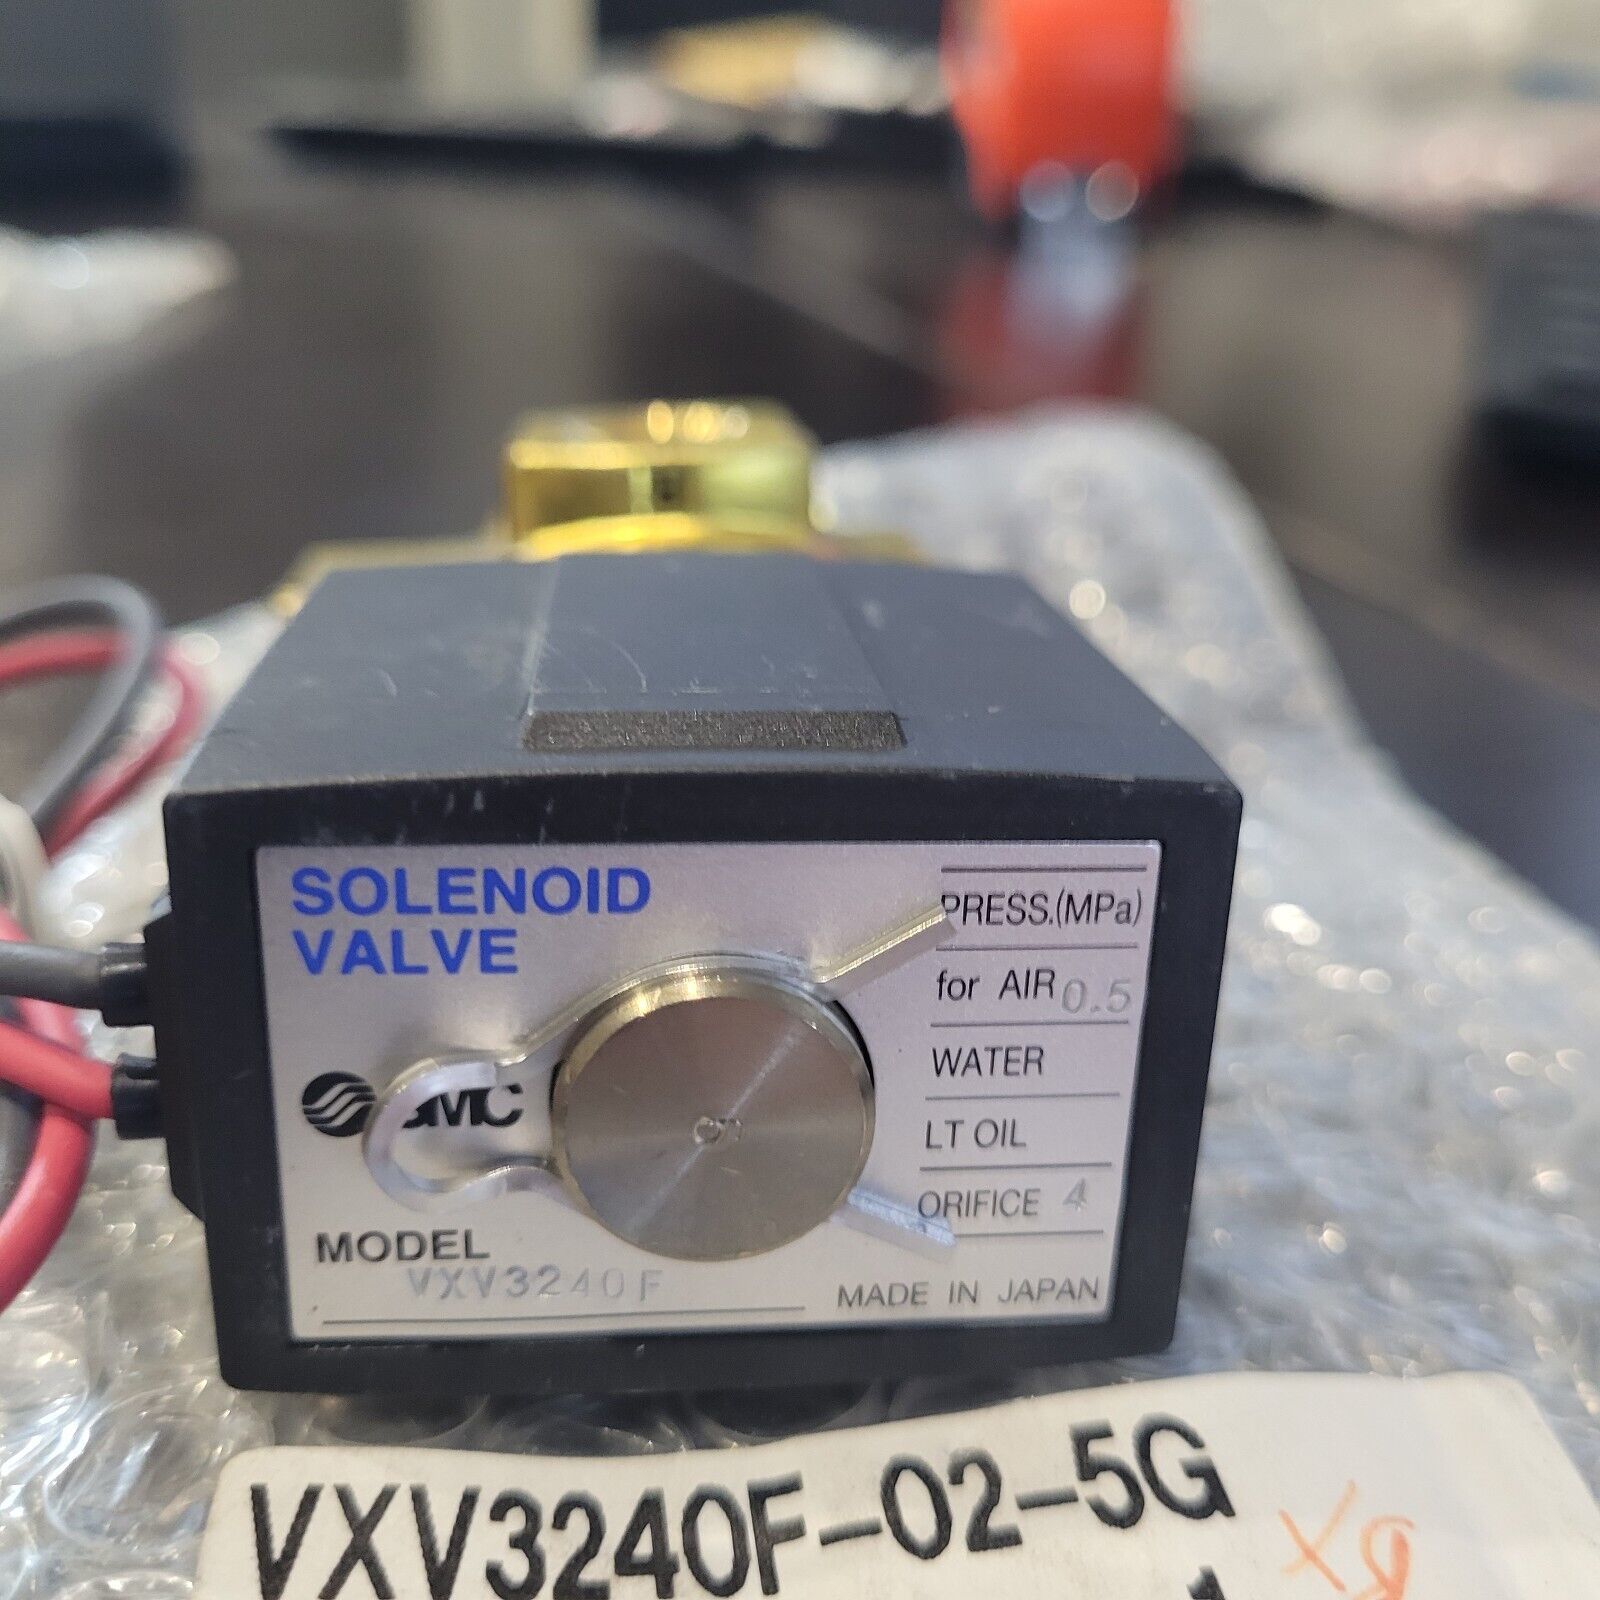 SOLENOID
VALVE
SMC
MODEL
VXV3240F
PRESS.(MPa)
for AIR 0.5
WATER
LT OIL
ORIFICE 4
MADE IN JAPAN
VXV3240F-02-5G